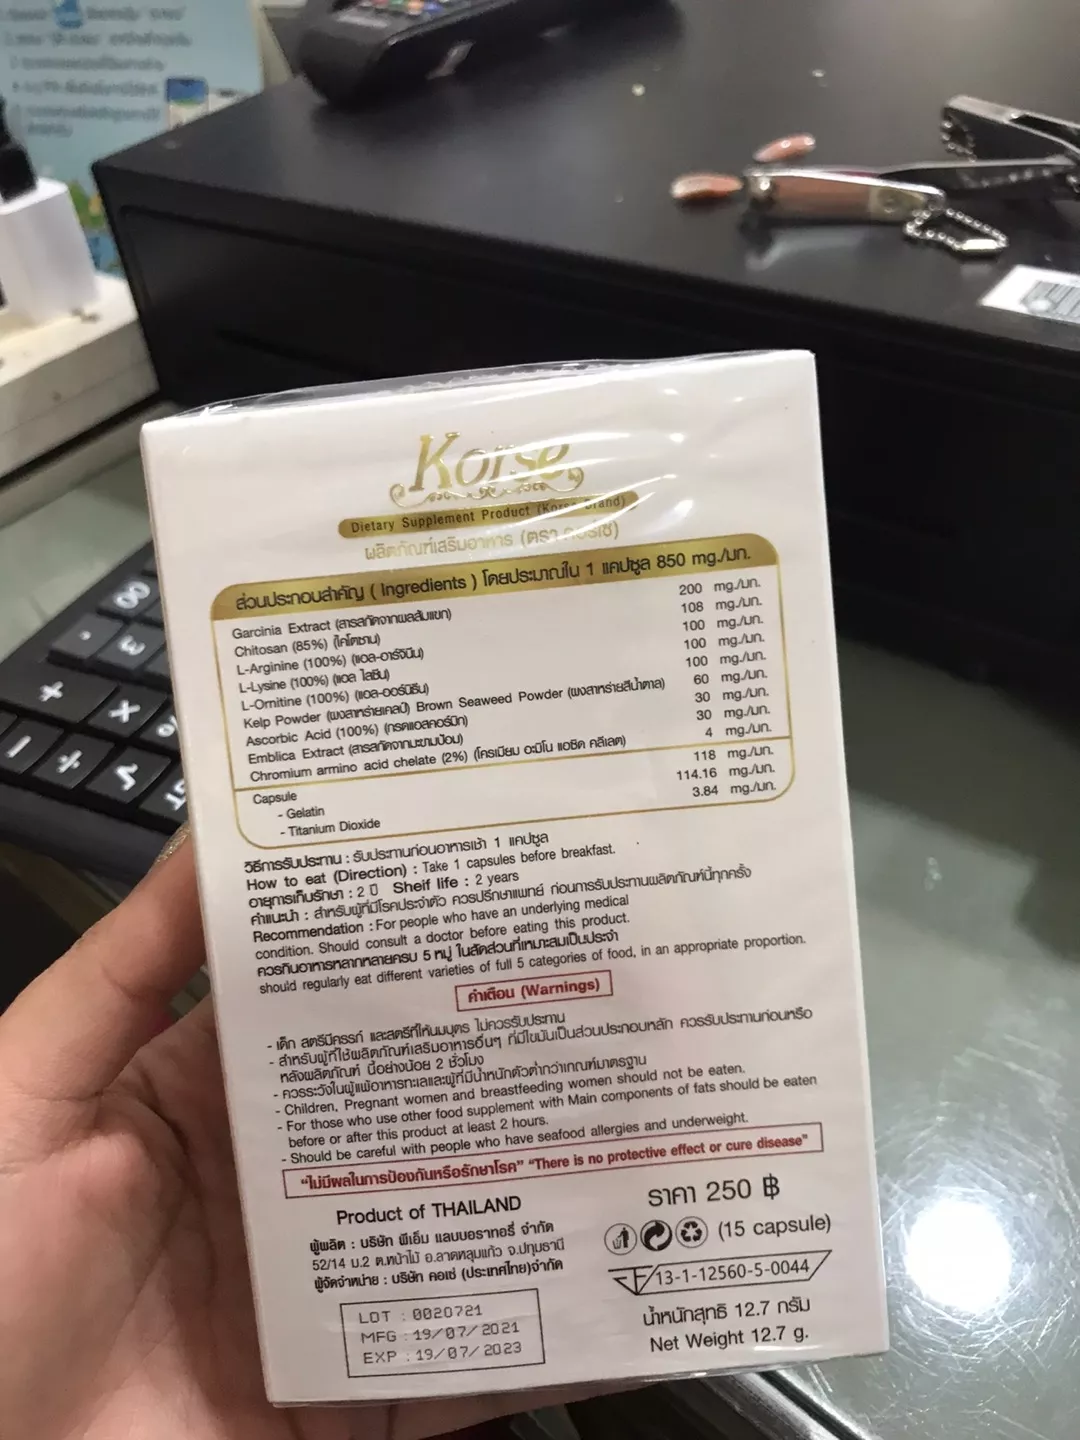 Korse
Dietary Supplement Product (Korse Brand)
ผลิตภัณฑ์เสริมอาหาร (ตรา คอร์เซ่)
ส่วนประกอบสำคัญ ( Ingredients ) โดยประมาณใน 1 แคปซูล 850 mg./มก.
Garcinia Extract (สารสกัดจากผลส้มแขก) 200 mg./มก.
Chitosan (85%) (ไคโตซาน) 108 mg./มก.
L-Arginine (100%) (แอล-อาร์จินีน) 100 mg./มก.
L-Lysine (100%) (แอล ไลซีน) 100 mg./มก.
L-Ornitine (100%) (แอล-ออร์นิธีน) 100 mg./มก.
Kelp Powder (ผงสาหร่ายเคลป์) Brown Seaweed Powder (ผงสาหร่ายสีน้ำตาล) 60 mg./มก.
Ascorbic Acid (100%) (กรดแอสคอร์บิก) 30 mg./มก.
Emblica Extract (สารสกัดจากมะขามป้อม) 30 mg./มก.
Chromium armino acid chelate (2%) (โครเมียม อะมิโน แอซิด คลีเลต) 4 mg./มก.
Capsule 118 mg./มก.
- Gelatin 114.16 mg./มก.
- Titanium Dioxide 3.84 mg./มก.
วิธีการรับประทาน : รับประทานก่อนอาหารเช้า 1 แคปซูล
How to eat (Direction) : Take 1 capsules before breakfast.
อายุการเก็บรักษา : 2 ปี Sheif life : 2 years
คำแนะนำ : สำหรับผู้ที่มีโรคประจำตัว ควรปรึกษาแพทย์ ก่อนการรับประทานผลิตภัณฑ์นี้ทุกครั้ง
Recommendation : For people who have an underlying medical
condition. Should consult a doctor before eating this product.
ควรกินอาหารหลากหลายครบ 5 หมู่ ในสัดส่วนที่เหมาะสมเป็นประจำ
should regularly eat different varieties of full 5 categories of food, in an appropriate proportion.
คำเตือน (Warnings)
- เด็ก สตรีมีครรภ์ และสตรีที่ให้นมบุตร ไม่ควรรับประทาน
- สำหรับผู้ที่ใช้ผลิตภัณฑ์เสริมอาหารอื่นๆ ที่มีไขมันเป็นส่วนประกอบหลัก ควรรับประทานก่อนหรือ
หลังผลิตภัณฑ์ นี้อย่างน้อย 2 ชั่วโมง
- ควรระวังในผู้แพ้อาหารทะเลและผู้ที่มีน้ำหนักตัวต่ำกว่าเกณฑ์มาตรฐาน
- Children, Pregnant women and breastfeeding women should not be eaten.
- For those who use other food supplement with Main components of fats should be eaten
before or after this product at least 2 hours.
- Should be careful with people who have seafood allergies and underweight.
"ไม่มีผลในการป้องกันหรือรักษาโรค" "There is no protective effect or cure disease"
Product of THAILAND
ผู้ผลิต : บริษัท พีเอ็ม แลบบอราทอรี่ จำกัด
52/14 ม.2 ต.หน้าไม้ อ.ลาดหลุมแก้ว จ.ปทุมธานี
ผู้จัดจำหน่าย : บริษัท คอเซ่ (ประเทศไทย)จำกัด
LOT : 0020721
MFG : 19/07/2021
EXP : 19/07/2023
ราคา 250 ฿
(15 capsule)
13-1-12560-5-0044
น้ำหนักสุทธิ 12.7 กรัม
Net Weight 12.7 g.